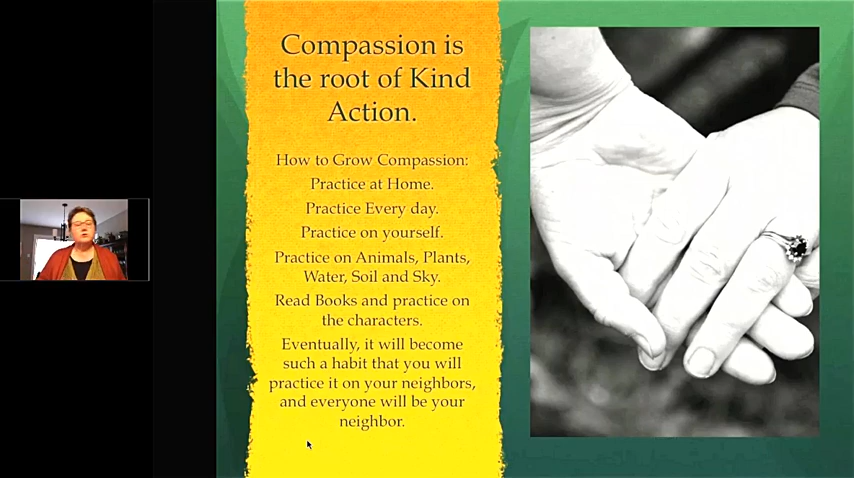 Compassion is
the root of Kind
Action.
How to Grow Compassion:
Practice at Home.
Practice Every day.
Practice on yourself.
Practice on Animals, Plants,
Water, Soil and Sky.
Read Books and practice on
the characters.
Eventually, it will become
such a habit that you will
practice it on your neighbors,
and everyone will be your
neighbor.